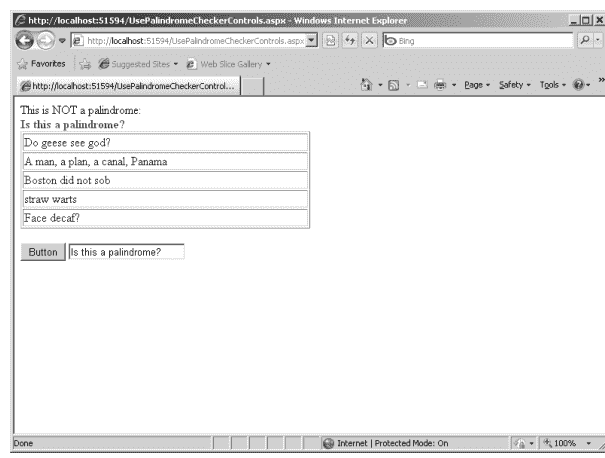 http://localhost:51594/UsePalindromeCheckerControls.aspx - Windows Internet Explorer
http://localhost:51594/UsePalindromeCheckerControls.aspx
Bing
Favorites Suggested Sites Web Slice Gallery
http://localhost:51594/UsePalindromeCheckerControl...
Page Safety Tools
This is NOT a palindrome:
Is this a palindrome?
Do geese see god?
A man, a plan, a canal, Panama
Boston did not sob
straw warts
Face decaf?
Button Is this a palindrome?
Done Internet | Protected Mode: On 100%